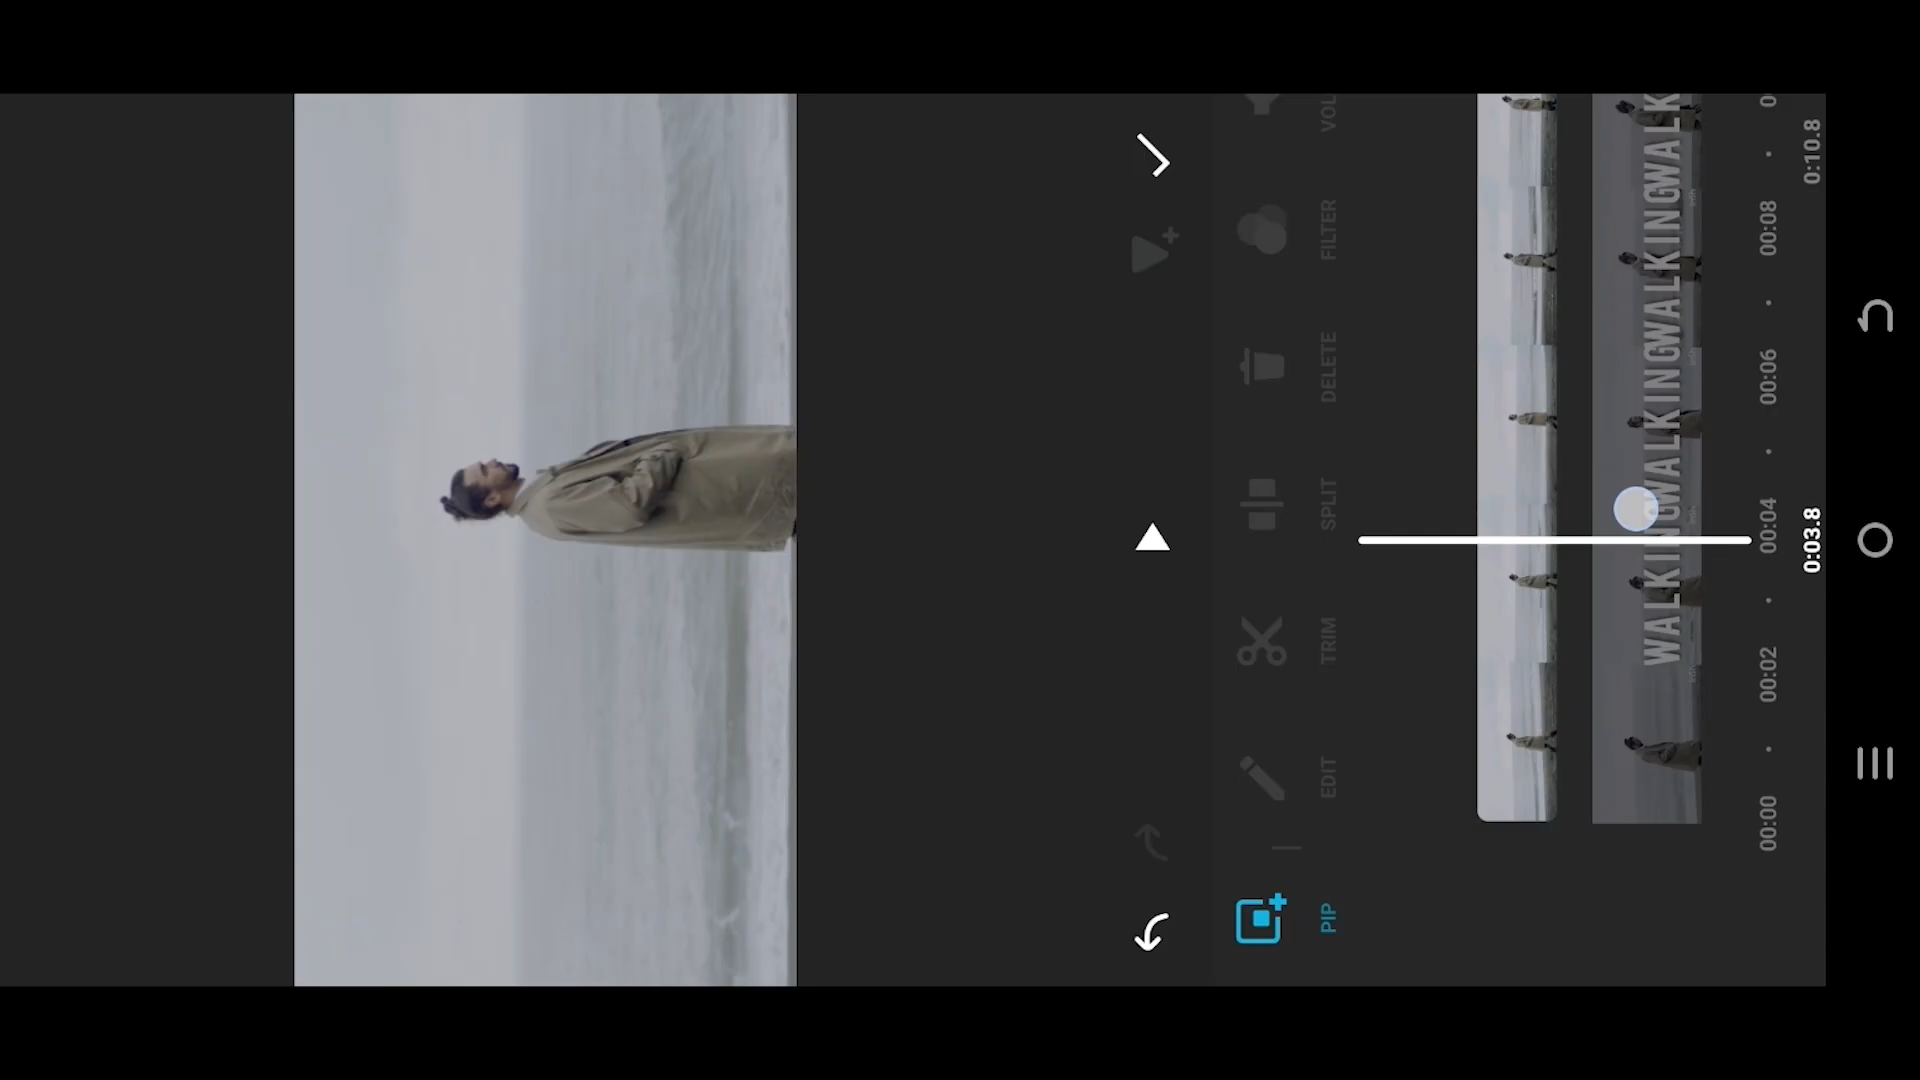 PIP
EDIT
TRIM
SPLIT
DELETE
FILTER
VOL
WALKINGWALKINGWALKINGWALK
00:00
00:02
00:04
00:06
00:08
0
0:03.8
0:10.8